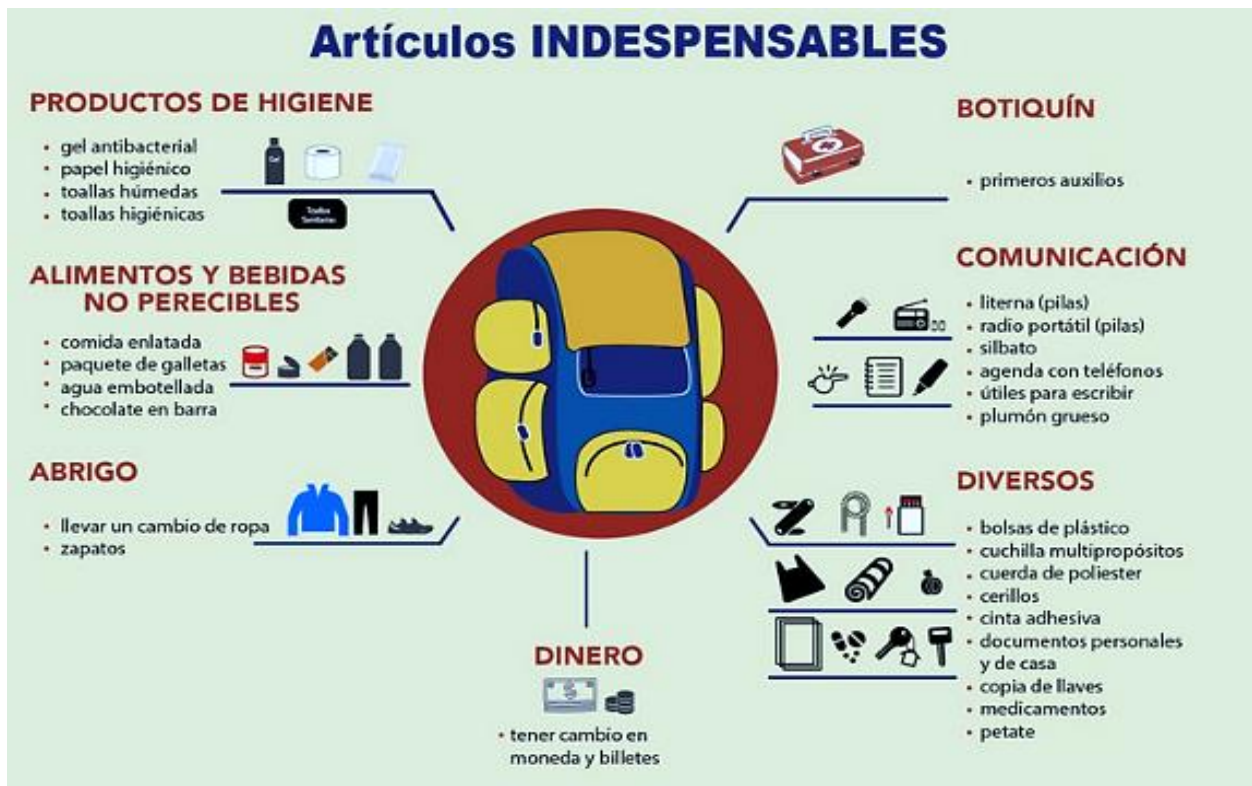 Artículos INDESPENSABLES
PRODUCTOS DE HIGIENE
• gel antibacterial
• papel higiénico
• toallas húmedas
• toallas higiénicas
Gel
Toallas
Sanitarias
ALIMENTOS Y BEBIDAS
NO PERECIBLES
• comida enlatada
• paquete de galletas
• agua embotellada
• chocolate en barra
ABRIGO
• llevar un cambio de ropa
• zapatos
DINERO
• tener cambio en
moneda y billetes
BOTIQUÍN
• primeros auxilios
COMUNICACIÓN
• literna (pilas)
• radio portátil (pilas)
• silbato
• agenda con teléfonos
• útiles para escribir
• plumón grueso
DIVERSOS
• bolsas de plástico
• cuchilla multipropósitos
• cuerda de poliester
• cerillos
• cinta adhesiva
• documentos personales
y de casa
• copia de llaves
• medicamentos
• petate